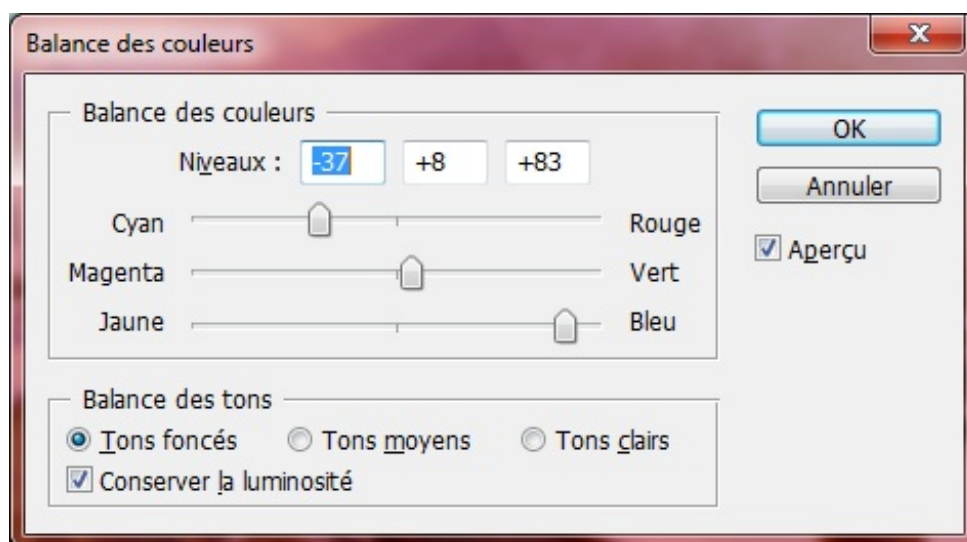 Balance des couleurs
Balance des couleurs
Niveaux : -37 +8 +83
Cyan Rouge
Magenta Vert
Jaune Bleu
Balance des tons
Tons foncés Tons moyens Tons clairs
Conserver la luminosité
OK
Annuler
Aperçu